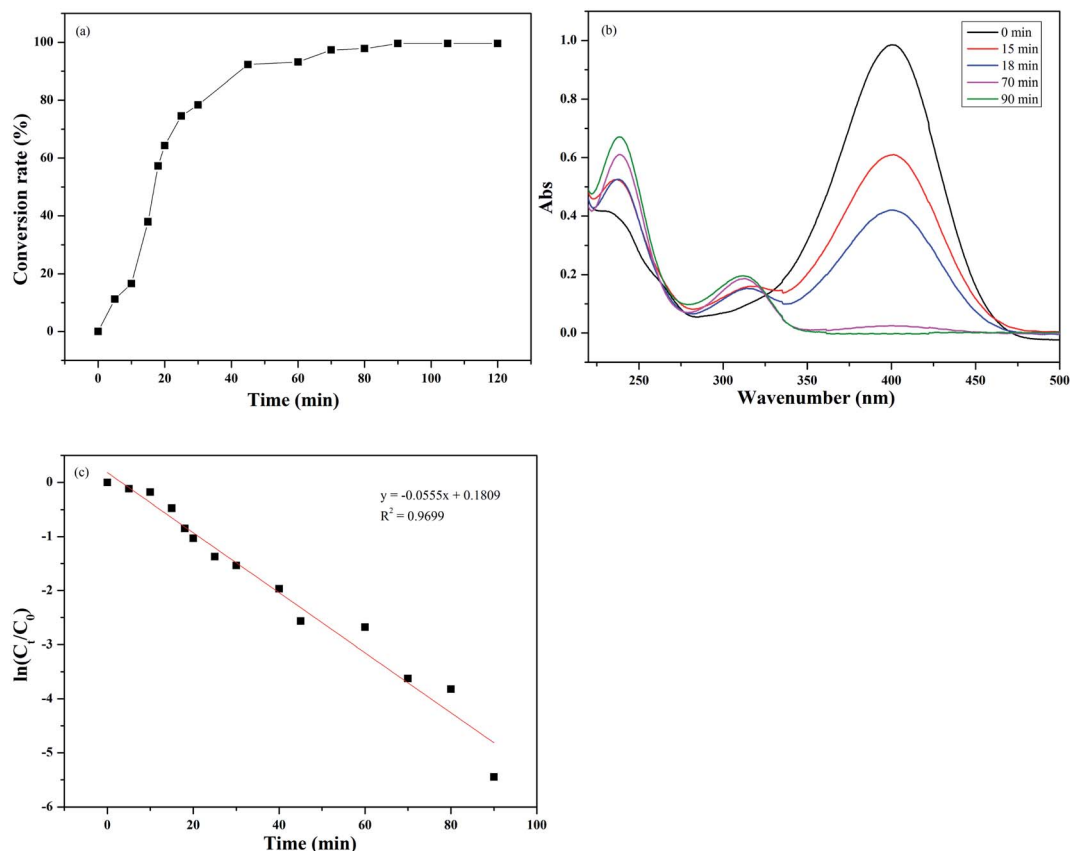 (a)
100
80
60
40
20
0
Conversion rate (%)
0 20 40 60 80 100 120
Time (min)
(b)
0 min
15 min
18 min
70 min
90 min
1.0
0.8
0.6
0.4
0.2
0.0
Abs
250 300 350 400 450 500
Wavenumber (nm)
(c)
y = -0.0555x + 0.1809
R² = 0.9699
0
-1
-2
-3
-4
-5
-6
ln(Cₜ/C₀)
0 20 40 60 80 100
Time (min)